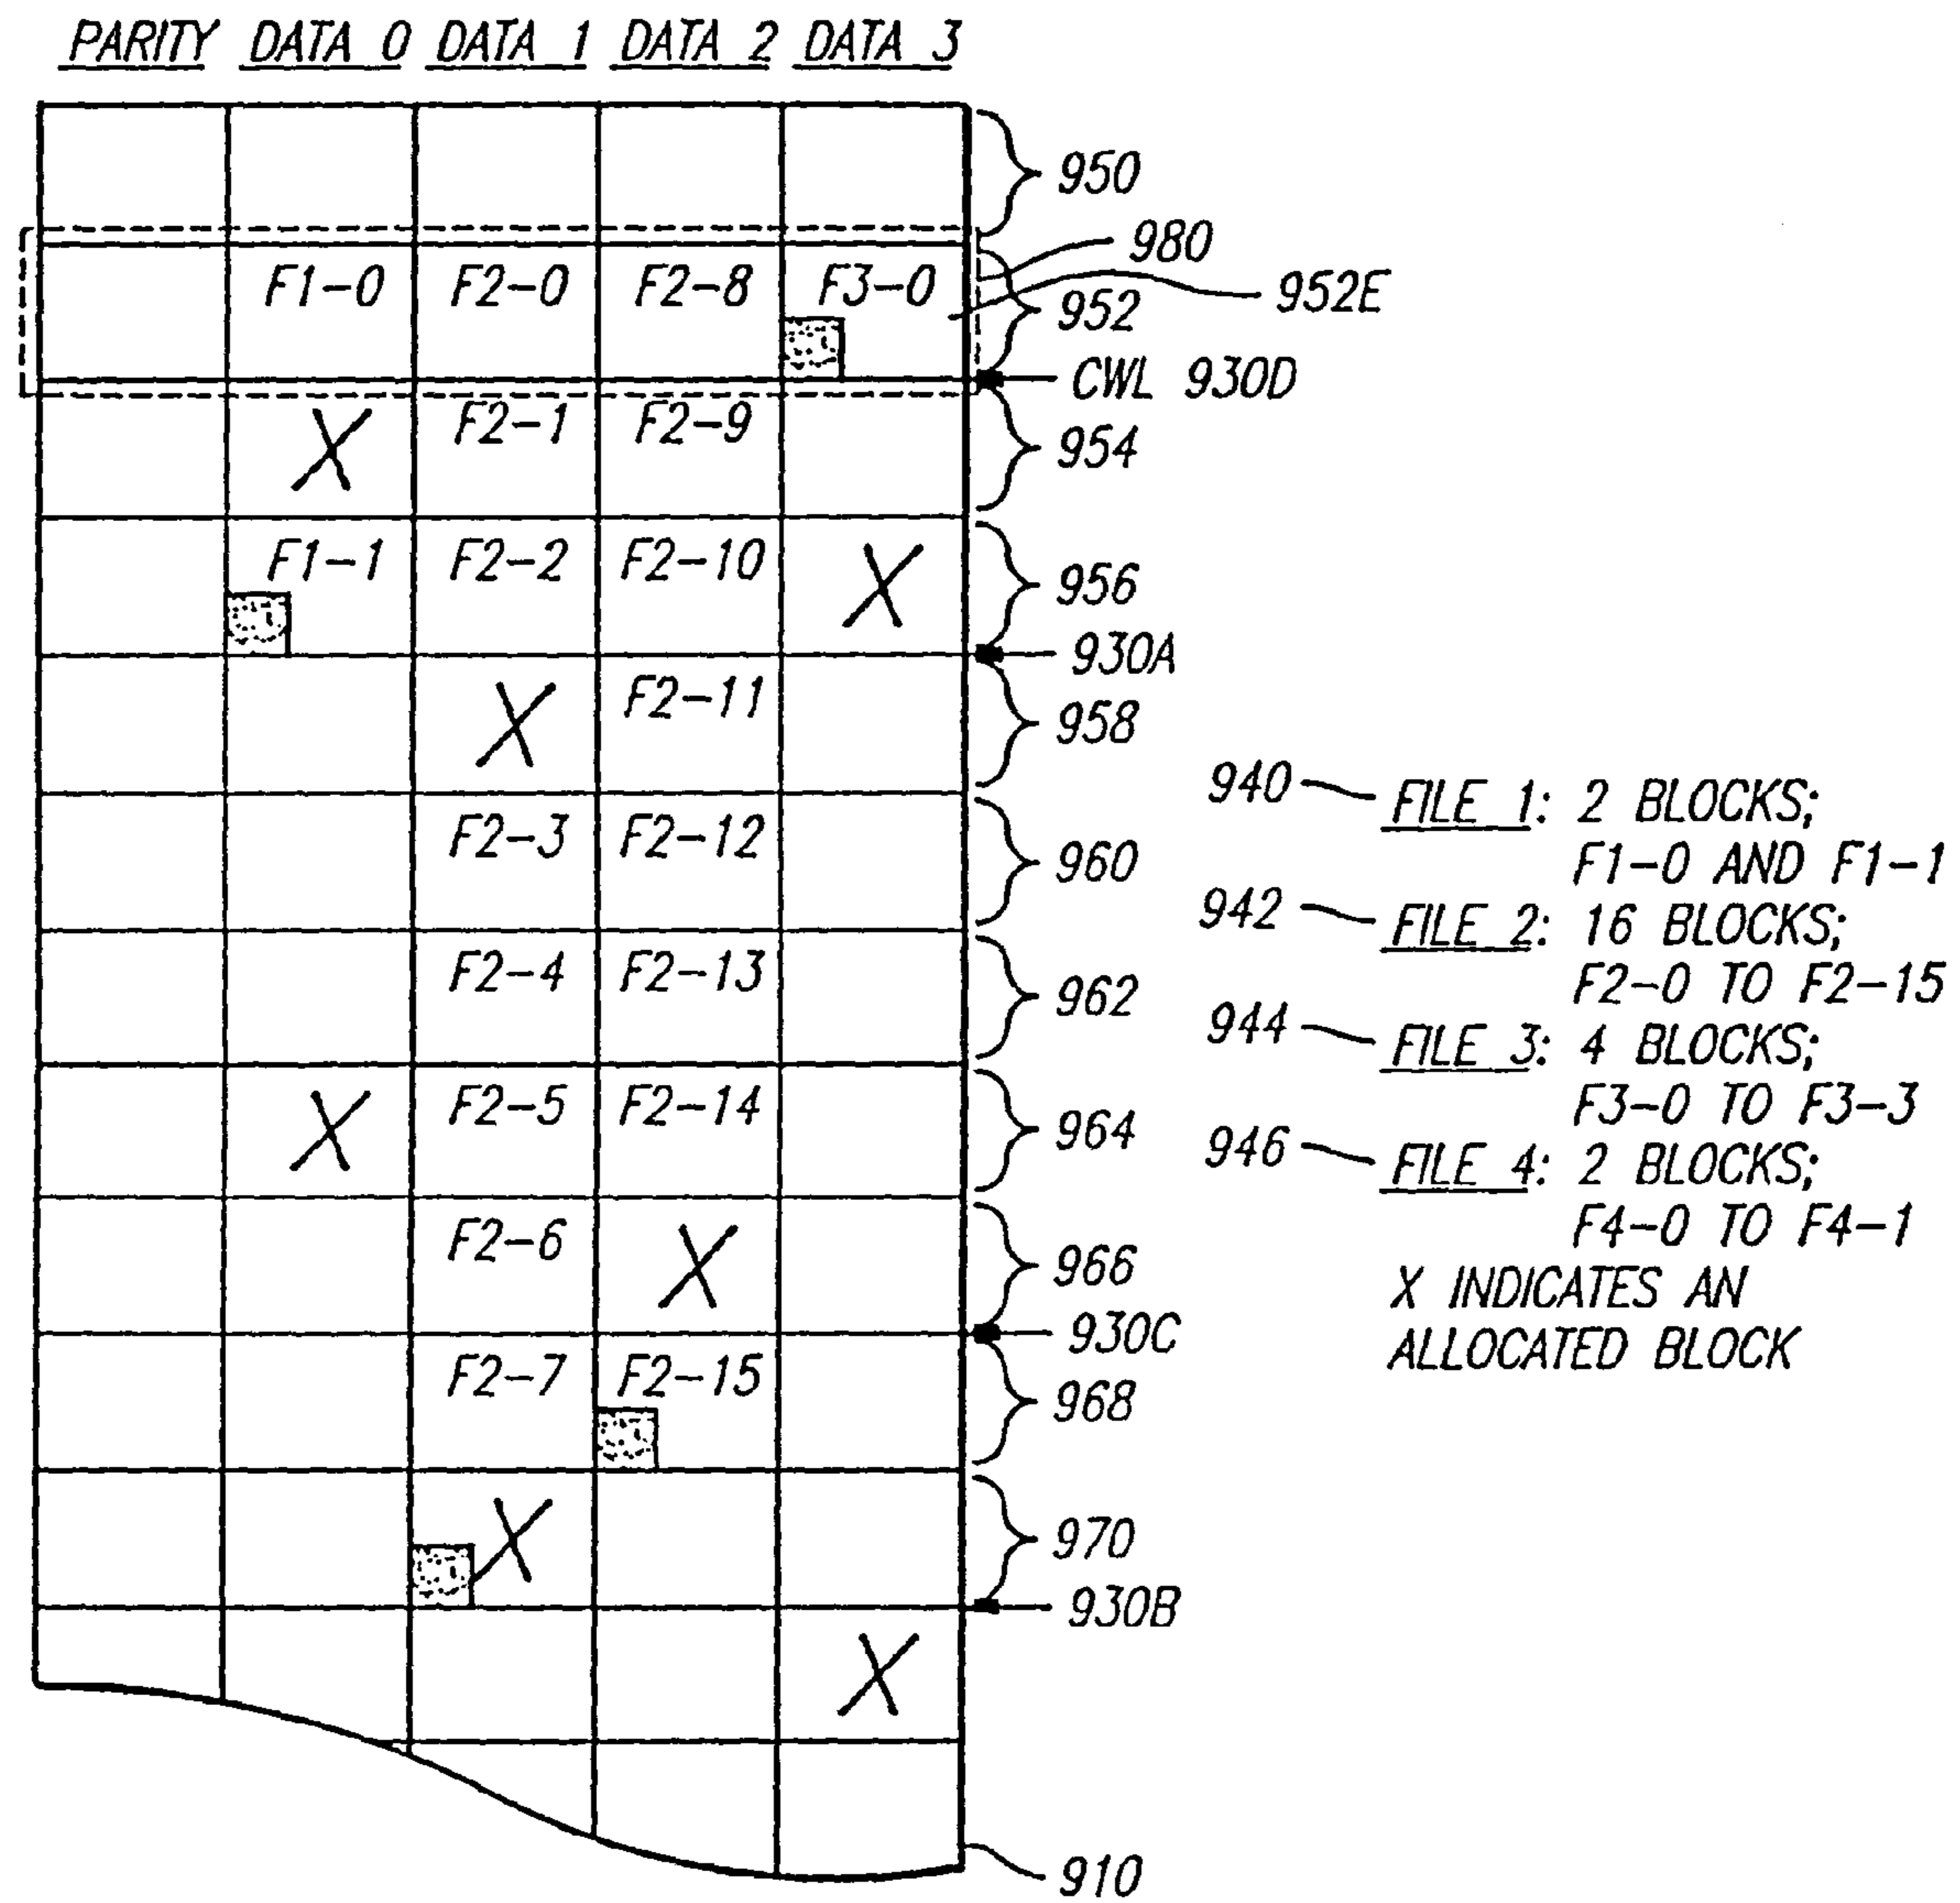 PARITY DATA 0 DATA 1 DATA 2 DATA 3
950
980
F1-0 F2-0 F2-8 F3-0
952E
952
CWL 930D
X F2-1 F2-9
954
F1-1 F2-2 F2-10 X
956
930A
X F2-11
958
940 FILE 1: 2 BLOCKS;
F2-3 F2-12
960
F1-0 AND F1-1
942 FILE 2: 16 BLOCKS;
F2-4 F2-13
962
F2-0 TO F2-15
944 FILE 3: 4 BLOCKS;
X F2-5 F2-14
964
F3-0 TO F3-3
946 FILE 4: 2 BLOCKS;
F2-6 X
966
F4-0 TO F4-1
X INDICATES AN
930C
ALLOCATED BLOCK
F2-7 F2-15
968
X
970
930B
X
910